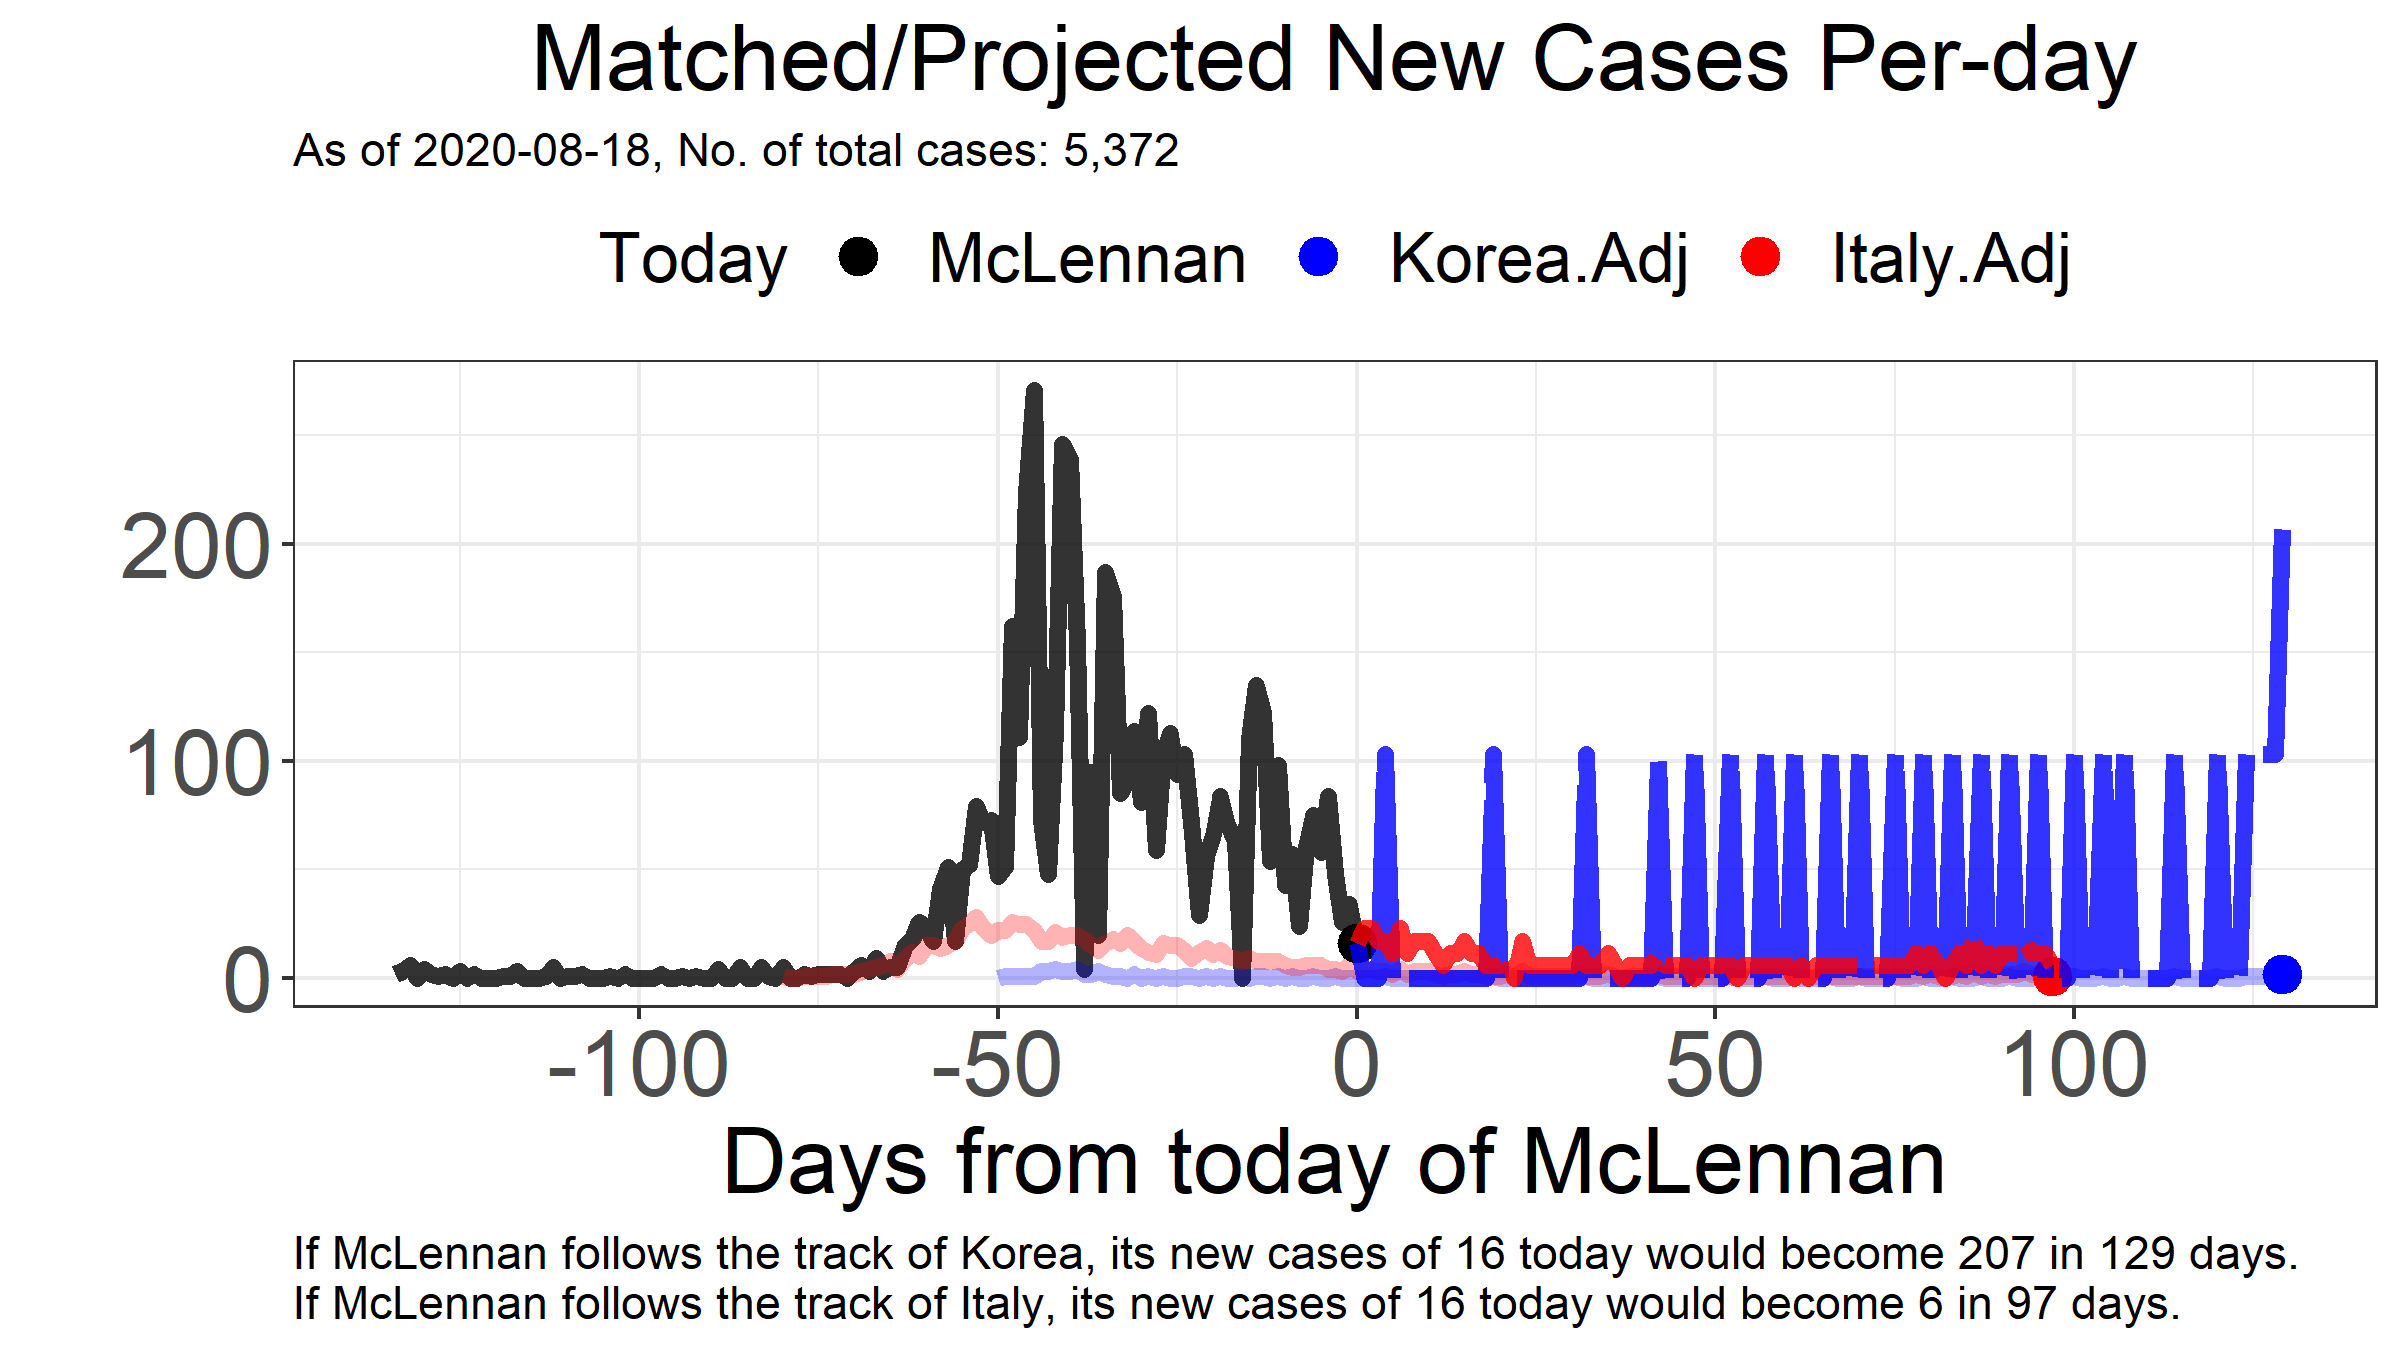 Matched/Projected New Cases Per-day
As of 2020-08-18, No. of total cases: 5,372
Today McLennan Korea.Adj Italy.Adj
200
100
0
-100 -50 0 50 100
Days from today of McLennan
If McLennan follows the track of Korea, its new cases of 16 today would become 207 in 129 days.
If McLennan follows the track of Italy, its new cases of 16 today would become 6 in 97 days.